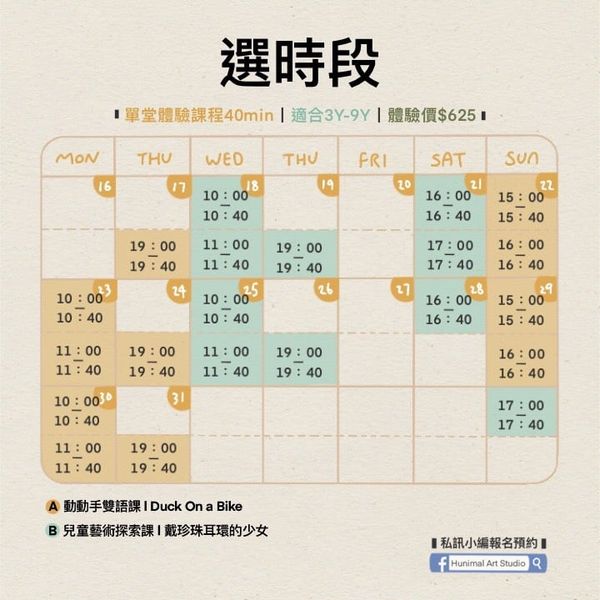 選時段
單堂體驗課程40min | 適合3Y-9Y | 體驗價$625
MON THU WED THU FRI SAT SUN
16 17 18 19 20 21 22
10：00 — 10：40 16：00 — 16：40 15：00 — 15：40
19：00 — 19：40 11：00 — 11：40 19：00 — 19：40 17：00 — 17：40 16：00 — 16：40
23 24 25 26 27 28 29
10：00 — 10：40 10：00 — 10：40 16：00 — 16：40 15：00 — 15：40
11：00 — 11：40 19：00 — 19：40 11：00 — 11：40 19：00 — 19：40 16：00 — 16：40
30 31
10：00 — 10：40 17：00 — 17：40
11：00 — 11：40 19：00 — 19：40
A 動動手雙語課 | Duck On a Bike
B 兒童藝術探索課 | 戴珍珠耳環的少女
私訊小編報名預約
f Hunimal Art Studio